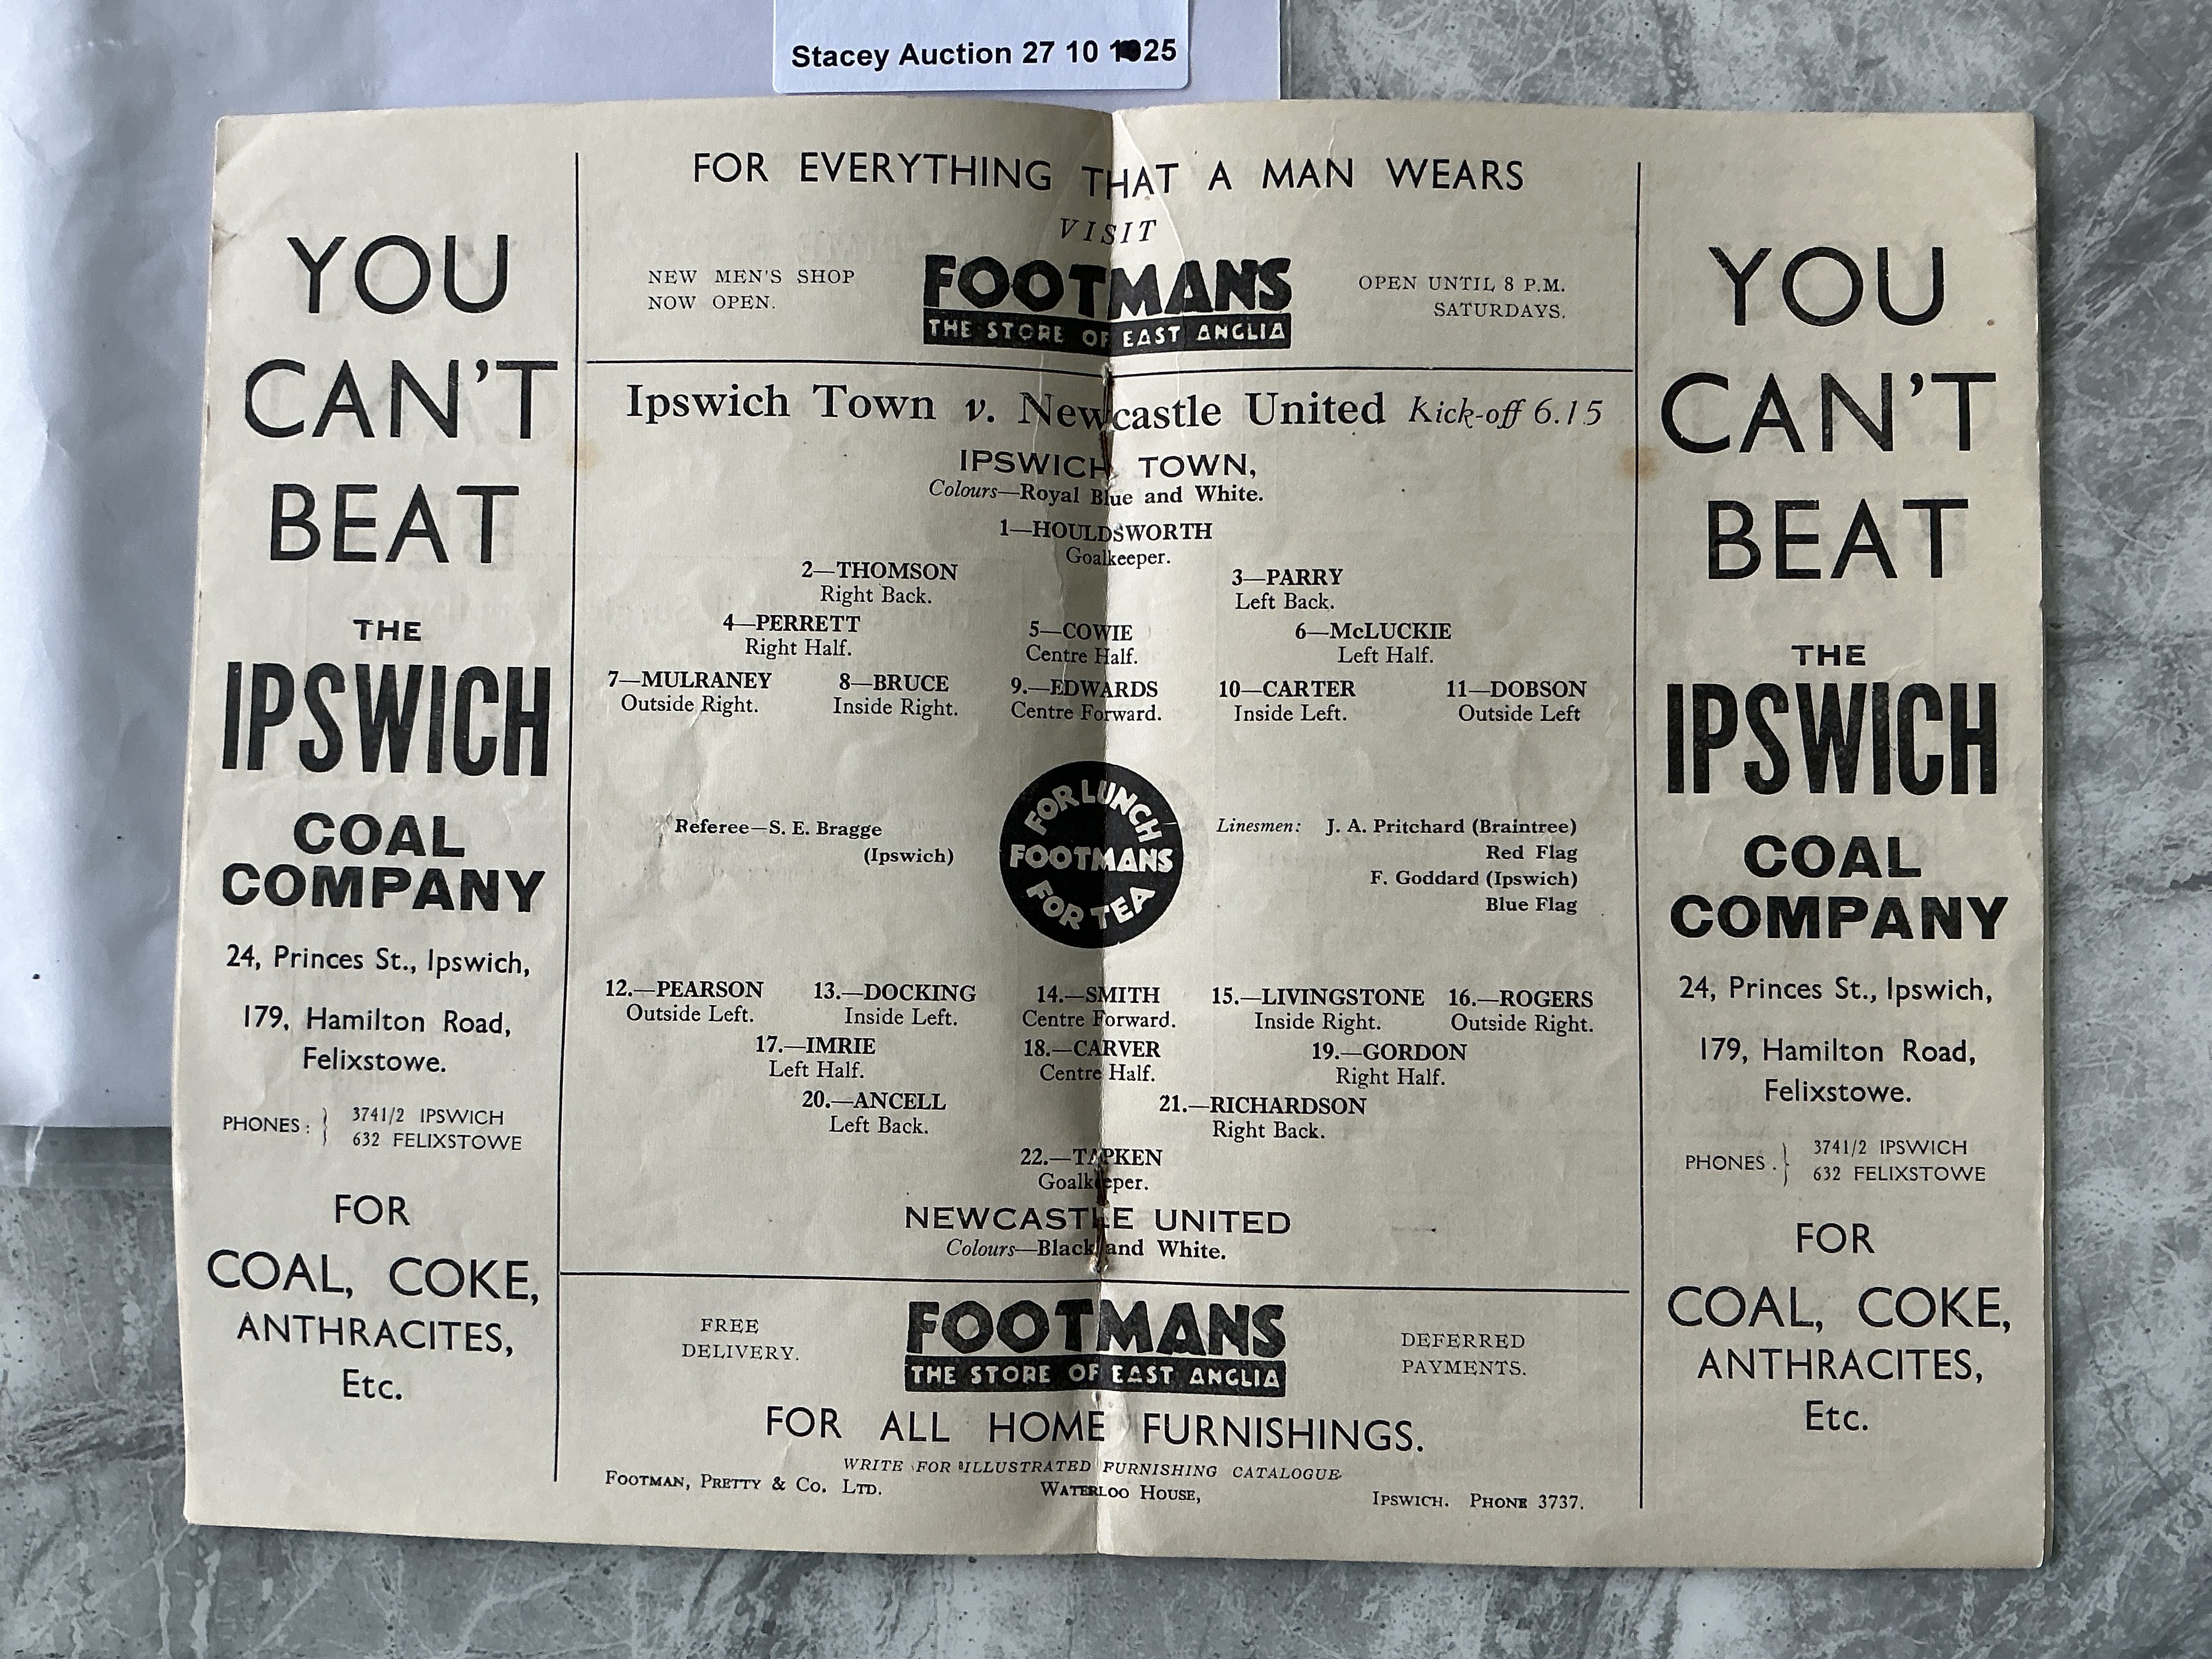 Stacey Auction 27 10 1925
YOU
CAN'T
BEAT
THE
IPSWICH
COAL
COMPANY
24, Princes St., Ipswich,
179, Hamilton Road,
Felixstowe.
PHONES: } 3741/2 IPSWICH
632 FELIXSTOWE
FOR
COAL, COKE,
ANTHRACITES,
Etc.
FOR EVERYTHING THAT A MAN WEARS
VISIT
NEW MEN'S SHOP
NOW OPEN.
FOOTMANS
THE STORE OF EAST ANGLIA
OPEN UNTIL 8 P.M.
SATURDAYS.
Ipswich Town v. Newcastle United Kick-off 6.15
IPSWICH TOWN,
Colours—Royal Blue and White.
1—HOULDSWORTH
Goalkeeper.
2—THOMSON 3—PARRY
Right Back. Left Back.
4—PERRETT 5—COWIE 6—McLUCKIE
Right Half. Centre Half. Left Half.
7—MULRANEY 8—BRUCE 9.—EDWARDS 10—CARTER 11—DOBSON
Outside Right. Inside Right. Centre Forward. Inside Left. Outside Left
Referee—S. E. Bragge
(Ipswich)
FOR LUNCH
FOOTMANS
FOR TEA
Linesmen: J. A. Pritchard (Braintree)
Red Flag
F. Goddard (Ipswich)
Blue Flag
12.—PEARSON 13.—DOCKING 14.—SMITH 15.—LIVINGSTONE 16.—ROGERS
Outside Left. Inside Left. Centre Forward. Inside Right. Outside Right.
17.—IMRIE 18.—CARVER 19.—GORDON
Left Half. Centre Half. Right Half.
20.—ANCELL 21.—RICHARDSON
Left Back. Right Back.
22.—TAPKEN
Goalkeeper.
NEWCASTLE UNITED
Colours—Black and White.
FREE
DELIVERY.
FOOTMANS
THE STORE OF EAST ANGLIA
DEFERRED
PAYMENTS.
FOR ALL HOME FURNISHINGS.
WRITE FOR ILLUSTRATED FURNISHING CATALOGUE
FOOTMAN, PRETTY & CO. LTD. WATERLOO HOUSE, IPSWICH. PHONE 3737.
YOU
CAN'T
BEAT
THE
IPSWICH
COAL
COMPANY
24, Princes St., Ipswich,
179, Hamilton Road,
Felixstowe.
PHONES. } 3741/2 IPSWICH
632 FELIXSTOWE
FOR
COAL, COKE,
ANTHRACITES,
Etc.